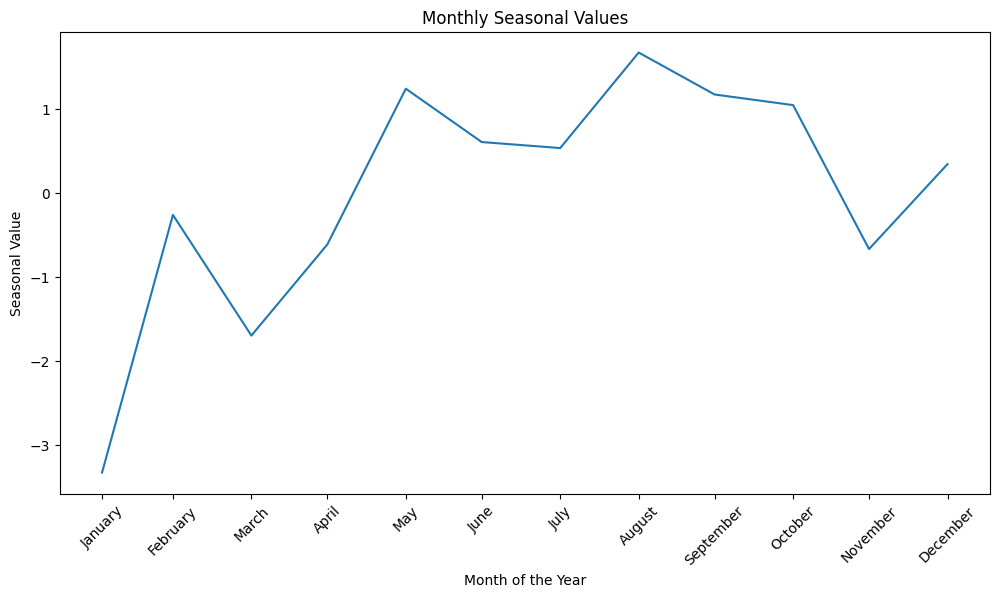 Monthly Seasonal Values
Seasonal Value
1
0
−1
−2
−3
January
February
March
April
May
June
July
August
September
October
November
December
Month of the Year